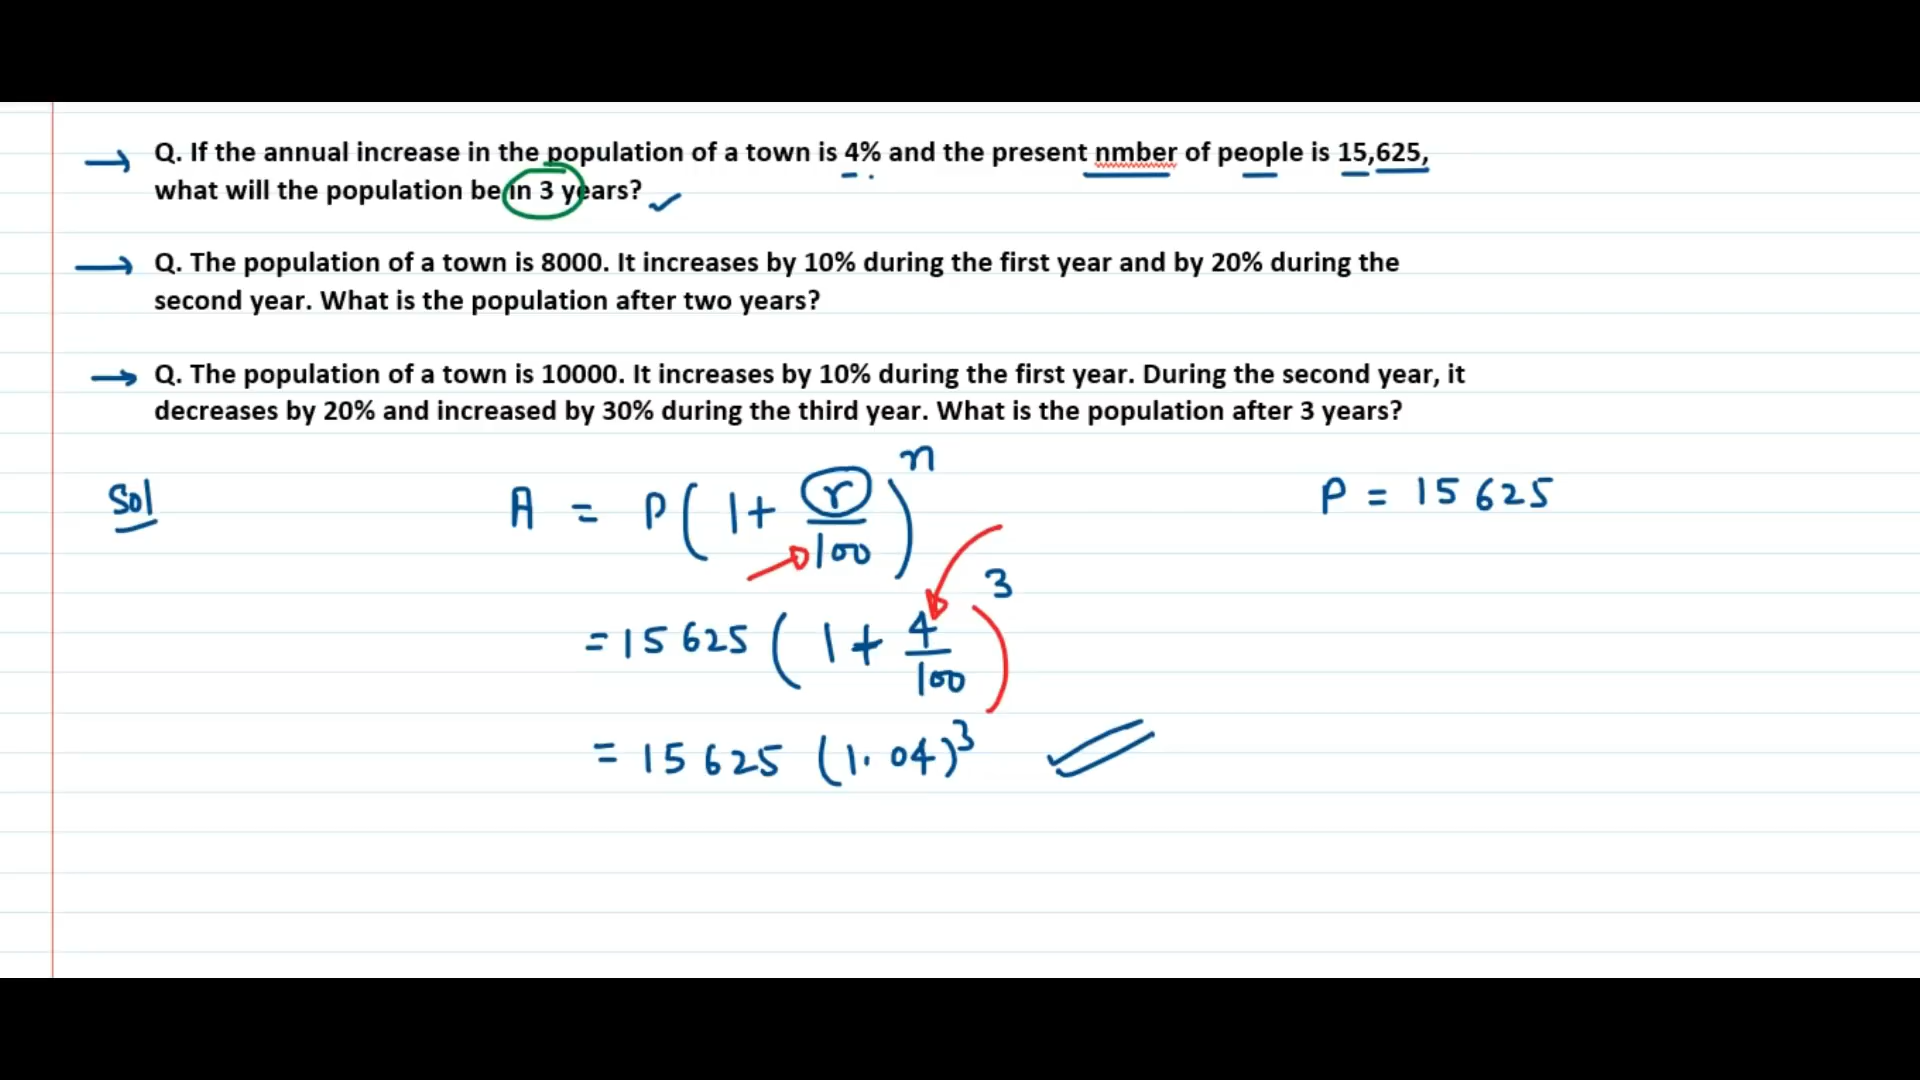 Q. If the annual increase in the population of a town is 4% and the present nmber of people is 15,625,
what will the population be in 3 years?
Q. The population of a town is 8000. It increases by 10% during the first year and by 20% during the
second year. What is the population after two years?
Q. The population of a town is 10000. It increases by 10% during the first year. During the second year, it
decreases by 20% and increased by 30% during the third year. What is the population after 3 years?
Sol
A = P(1+r/100)^n
P = 15625
=15625(1+4/100)^3
= 15625 (1.04)^3